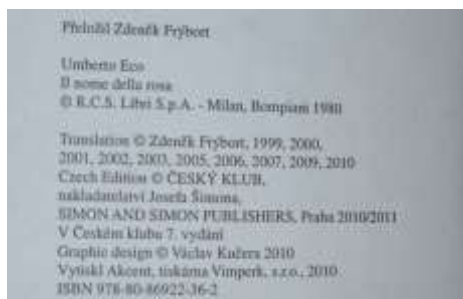 Přeložil Zdeněk Frýbort
Umberto Eco
Il nome della rosa
© R.C.S. Libri S.p.A. - Milan, Bompiani 1980
Translation © Zdeněk Frýbort, 1999, 2000,
2001, 2002, 2003, 2005, 2006, 2007, 2009, 2010
Czech Edition © ČESKÝ KLUB,
nakladatelství Josefa Šimona,
SIMON AND SIMON PUBLISHERS, Praha 2010/2011
V Českém klubu 7. vydání
Graphic design © Václav Kučera 2010
Vytiskl Akcent, tiskárna Vimperk, s.r.o., 2010
ISBN 978-80-86922-36-2